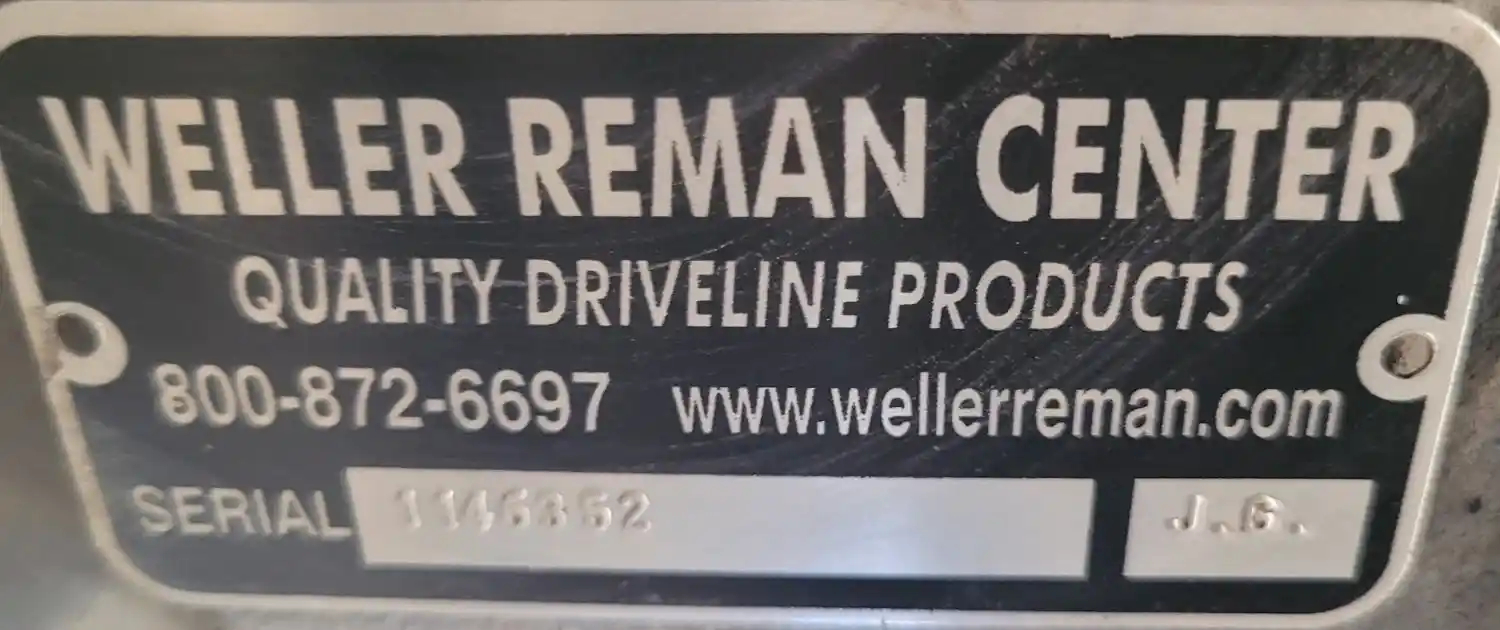 WELLER REMAN CENTER
QUALITY DRIVELINE PRODUCTS
800-872-6697 www.wellerreman.com
SERIAL 1146352 J.G.